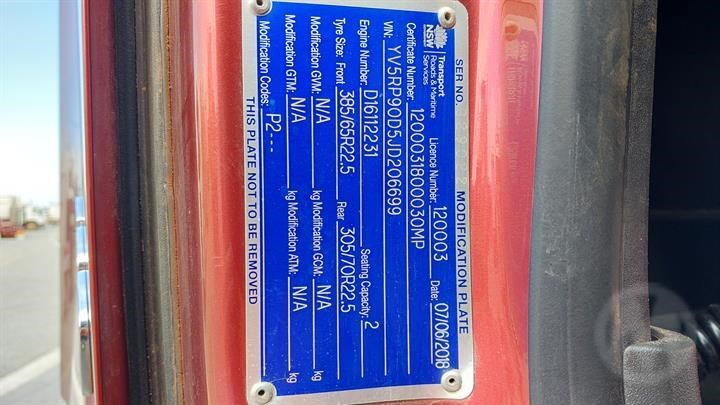 SER NO. MODIFICATION PLATE
Transport
NSW Roads & Maritime Services Licence Number: 120003 Date: 07/06/2018
Certificate Number: 1200031800030MP
VIN: YV5RP90D5JD206699
Engine Number: D16112231 Seating Capacity: 2
Tyre Size: Front 385/65R22.5 Rear 305/70R22.5
Modification GVM: N/A kg Modification GCM: N/A kg
Modification GTM: N/A kg Modification ATM: N/A kg
Modification Codes: P2---
THIS PLATE NOT TO BE REMOVED